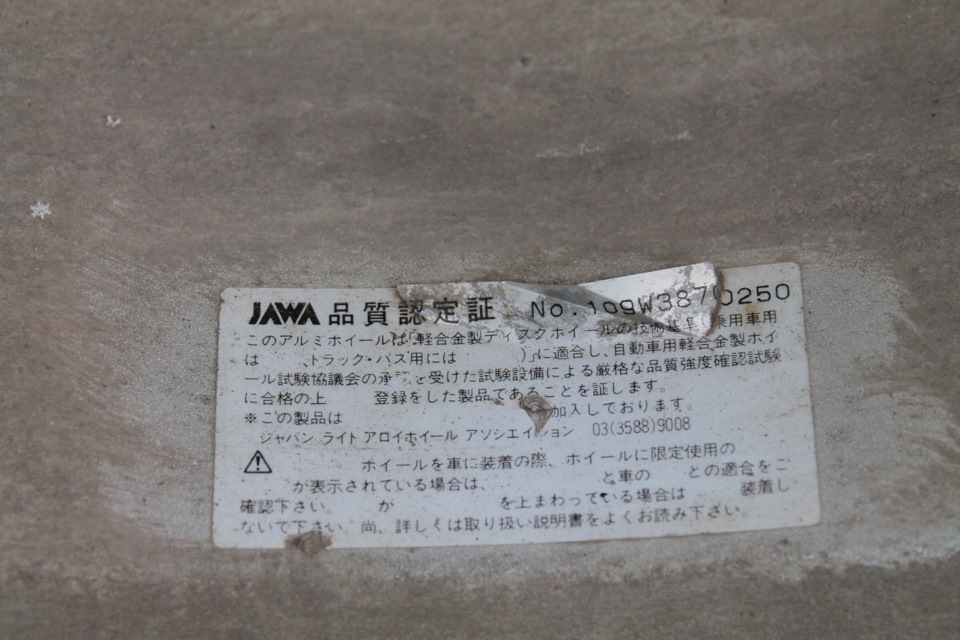 JAWA 品質認定証 No.109W38700250
このアルミホイールは、軽合金製ディスクホイールの技術基準(乗用車用
は 、トラック・バス用には )に適合し、自動車用軽合金製ホイ
ール試験協議会の承 を受けた試験設備による厳格な品質強度確認試験
に合格の上 登録をした製品であることを証します。
※この製品は 加入しております。
ジャパン ライト アロイホイール アソシエイション 03(3588)9008
ホイールを車に装着の際、ホイールに限定使用の
が表示されている場合は、 と車の との適合をご
確認下さい が を上まわっている場合は 装着し
ないで下さい 尚、詳しくは取り扱い説明書をよくお読み下さい